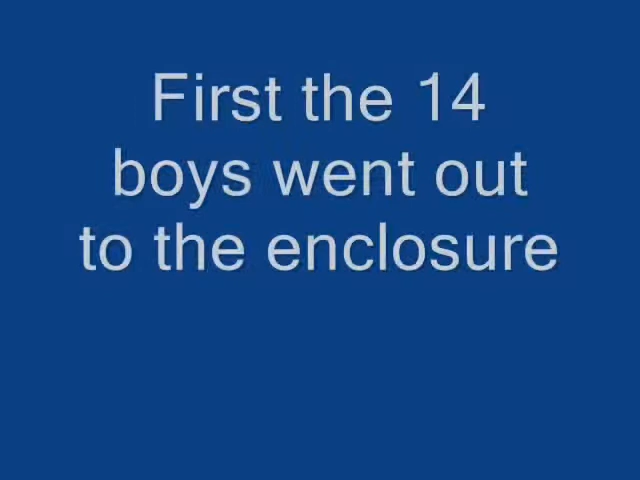 First the 14
boys went out
to the enclosure